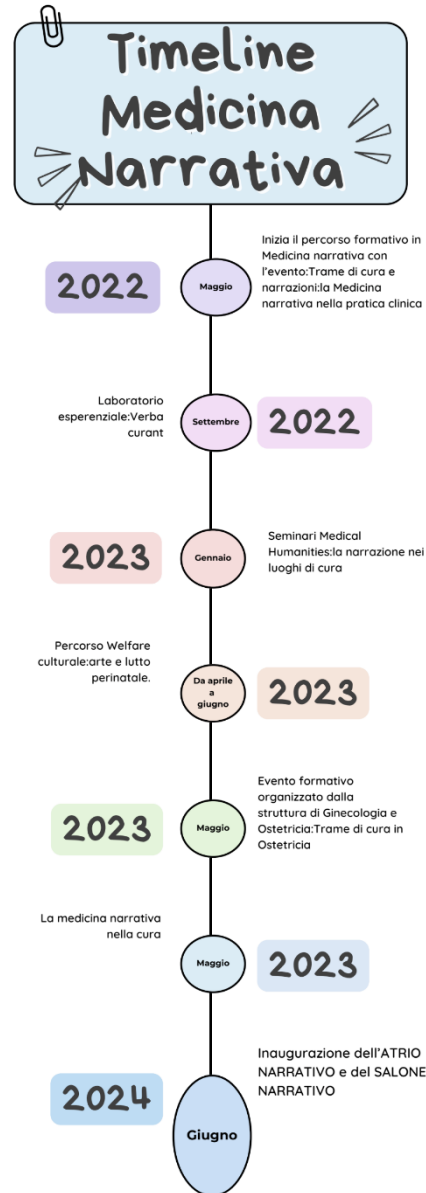 Timeline
Medicina
Narrativa
2022
Maggio
Inizia il percorso formativo in
Medicina narrativa con
l'evento:Trame di cura e
narrazioni:la Medicina
narrativa nella pratica clinica
Laboratorio
esperenziale:Verba
curant
Settembre
2022
2023
Gennaio
Seminari Medical
Humanities:la narrazione nei
luoghi di cura
Percorso Welfare
culturale:arte e lutto
perinatale.
Da aprile
a
giugno
2023
2023
Maggio
Evento formativo
organizzato dalla
struttura di Ginecologia e
Ostetricia:Trame di cura in
Ostetricia
La medicina narrativa
nella cura
Maggio
2023
2024
Giugno
Inaugurazione dell'ATRIO
NARRATIVO e del SALONE
NARRATIVO